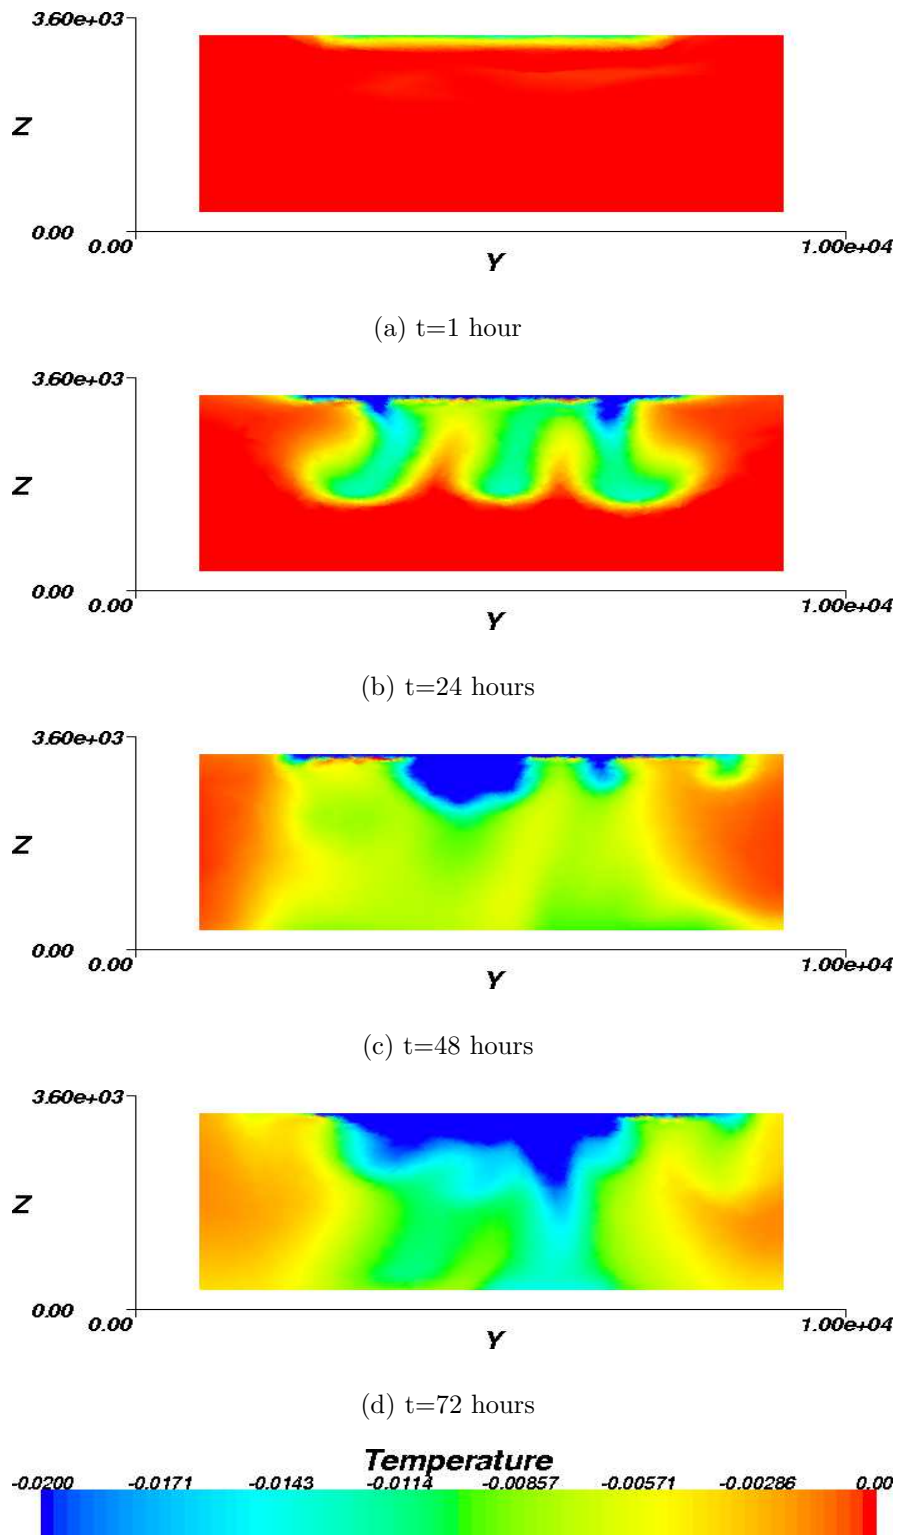 3.60e+03
Z
0.00 0.00 1.00e+04
Y
(a) t=1 hour
3.60e+03
Z
0.00 0.00 1.00e+04
Y
(b) t=24 hours
3.60e+03
Z
0.00 0.00 1.00e+04
Y
(c) t=48 hours
3.60e+03
Z
0.00 0.00 1.00e+04
Y
(d) t=72 hours
Temperature
-0.0200 -0.0171 -0.0143 -0.0114 -0.00857 -0.00571 -0.00286 0.00